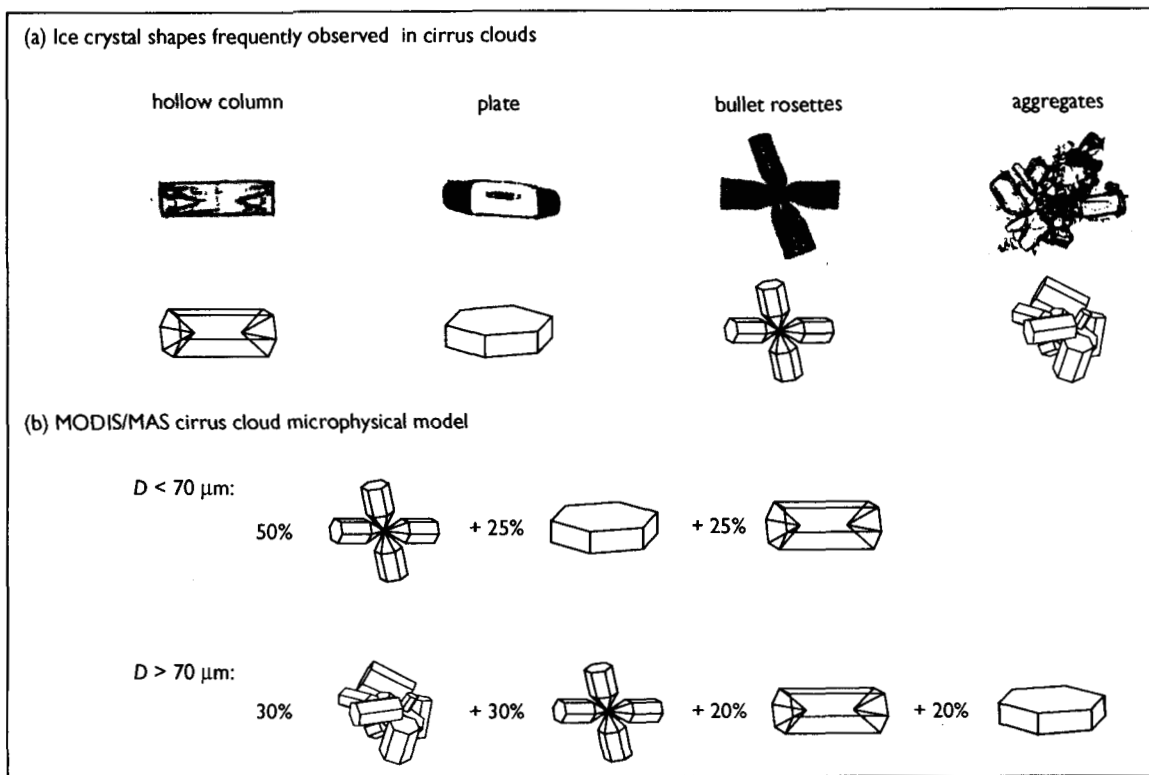 (a) Ice crystal shapes frequently observed in cirrus clouds
hollow column plate bullet rosettes aggregates
(b) MODIS/MAS cirrus cloud microphysical model
D < 70 μm:
50% + 25% + 25%
D > 70 μm:
30% + 30% + 20% + 20%